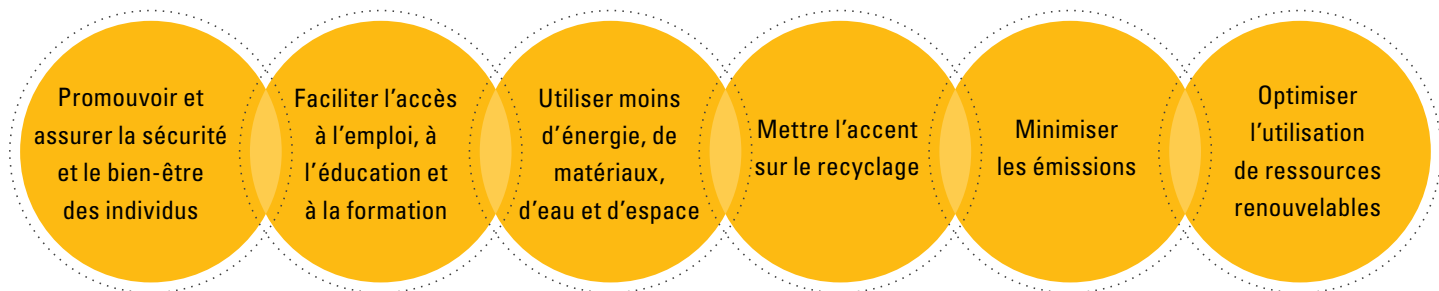 Promouvoir et
assurer la sécurité
et le bien-être
des individus
Faciliter l'accès
à l'emploi, à
l'éducation et
à la formation
Utiliser moins
d'énergie, de
matériaux,
d'eau et d'espace
Mettre l'accent
sur le recyclage
Minimiser
les émissions
Optimiser
l'utilisation
de ressources
renouvelables